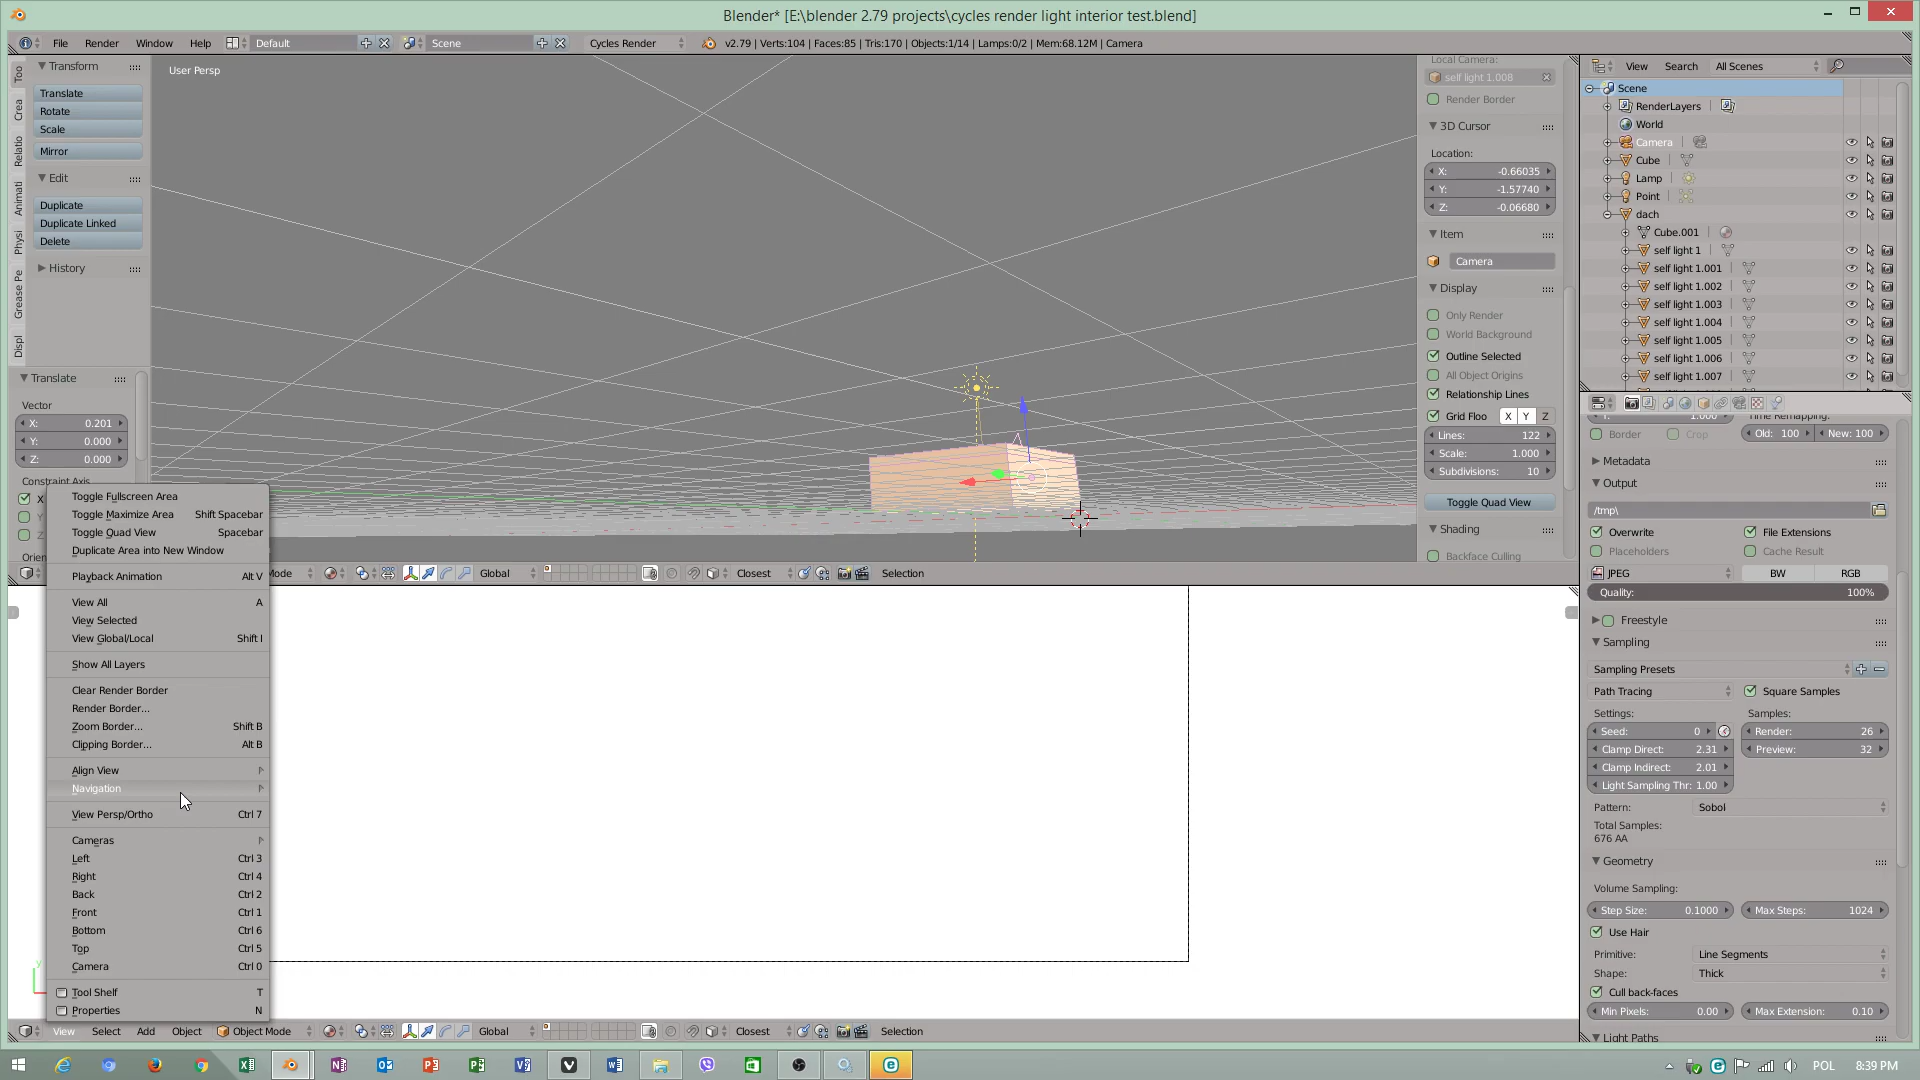 Blender* [E:\blender 2.79 projects\cycles render light interior test.blend]
File Render Window Help Default Scene Cycles Render v2.79 | Verts:104 | Faces:85 | Tris:170 | Objects:1/14 | Lamps:0/2 | Mem:68.12M | Camera
Too
Crea
Relatio
Animati
Physi
Grease Pe
Displ
Transform
Translate
Rotate
Scale
Mirror
Edit
Duplicate
Duplicate Linked
Delete
History
Translate
Vector
X: 0.201
Y: 0.000
Z: 0.000
Constraint Axis
X
Y
Z
Orien
User Persp
Local Camera:
self light 1.008
Render Border
3D Cursor
Location:
X: -0.66035
Y: -1.57740
Z: -0.06680
Item
Camera
Display
Only Render
World Background
Outline Selected
All Object Origins
Relationship Lines
Grid Floo X Y Z
Lines: 122
Scale: 1.000
Subdivisions: 10
Toggle Quad View
Shading
Backface Culling
Mode Global Closest Selection
Toggle Fullscreen Area
Toggle Maximize Area Shift Spacebar
Toggle Quad View Spacebar
Duplicate Area into New Window
Playback Animation Alt V
View All A
View Selected
View Global/Local Shift I
Show All Layers
Clear Render Border
Render Border...
Zoom Border... Shift B
Clipping Border... Alt B
Align View
Navigation
View Persp/Ortho Ctrl 7
Cameras
Left Ctrl 3
Right Ctrl 4
Back Ctrl 2
Front Ctrl 1
Bottom Ctrl 6
Top Ctrl 5
Camera Ctrl 0
Tool Shelf T
Properties N
y
View Select Add Object Object Mode Global Closest Selection
View Search All Scenes
Scene
RenderLayers
World
Camera
Cube
Lamp
Point
dach
Cube.001
self light 1
self light 1.001
self light 1.002
self light 1.003
self light 1.004
self light 1.005
self light 1.006
self light 1.007
1.000 Time Remapping:
Border Crop Old: 100 New: 100
Metadata
Output
/tmp\
Overwrite File Extensions
Placeholders Cache Result
JPEG BW RGB
Quality: 100%
Freestyle
Sampling
Sampling Presets
Path Tracing Square Samples
Settings: Samples:
Seed: 0 Render: 26
Clamp Direct: 2.31 Preview: 32
Clamp Indirect: 2.01
Light Sampling Thr: 1.00
Pattern: Sobol
Total Samples:
676 AA
Geometry
Volume Sampling:
Step Size: 0.1000 Max Steps: 1024
Use Hair
Primitive: Line Segments
Shape: Thick
Cull back-faces
Min Pixels: 0.00 Max Extension: 0.10
Light Paths
POL 8:39 PM